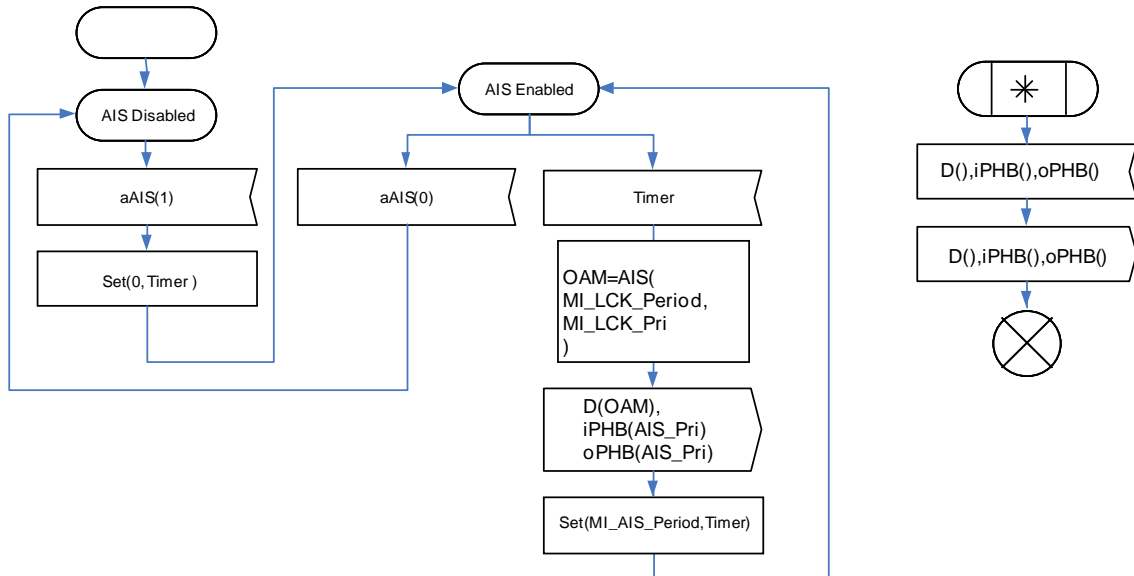 AIS Disabled
aAIS(1)
Set(0,Timer )
AIS Enabled
aAIS(0)
Timer
OAM=AIS(
MI_LCK_Period,
MI_LCK_Pri
)
D(OAM),
iPHB(AIS_Pri)
oPHB(AIS_Pri)
Set(MI_AIS_Period,Timer)
D(),iPHB(),oPHB()
D(),iPHB(),oPHB()